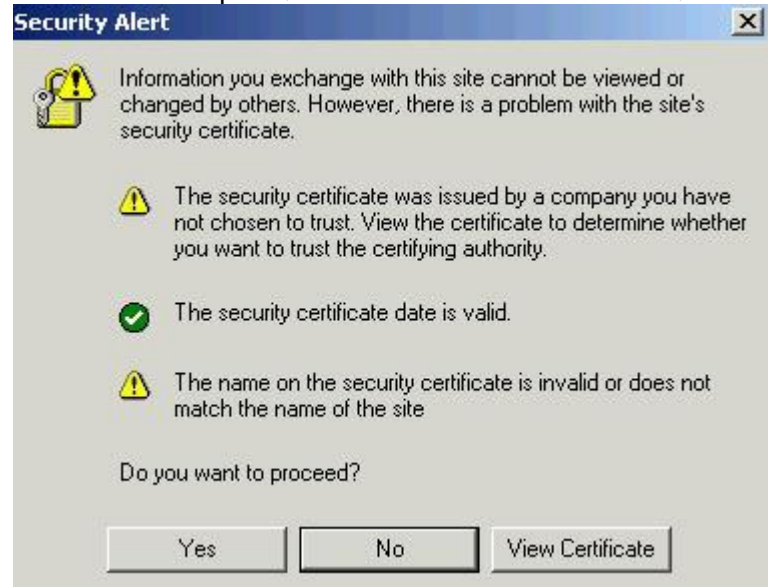 Security Alert
Information you exchange with this site cannot be viewed or
changed by others. However, there is a problem with the site's
security certificate.
The security certificate was issued by a company you have
not chosen to trust. View the certificate to determine whether
you want to trust the certifying authority.
The security certificate date is valid.
The name on the security certificate is invalid or does not
match the name of the site
Do you want to proceed?
Yes
No
View Certificate